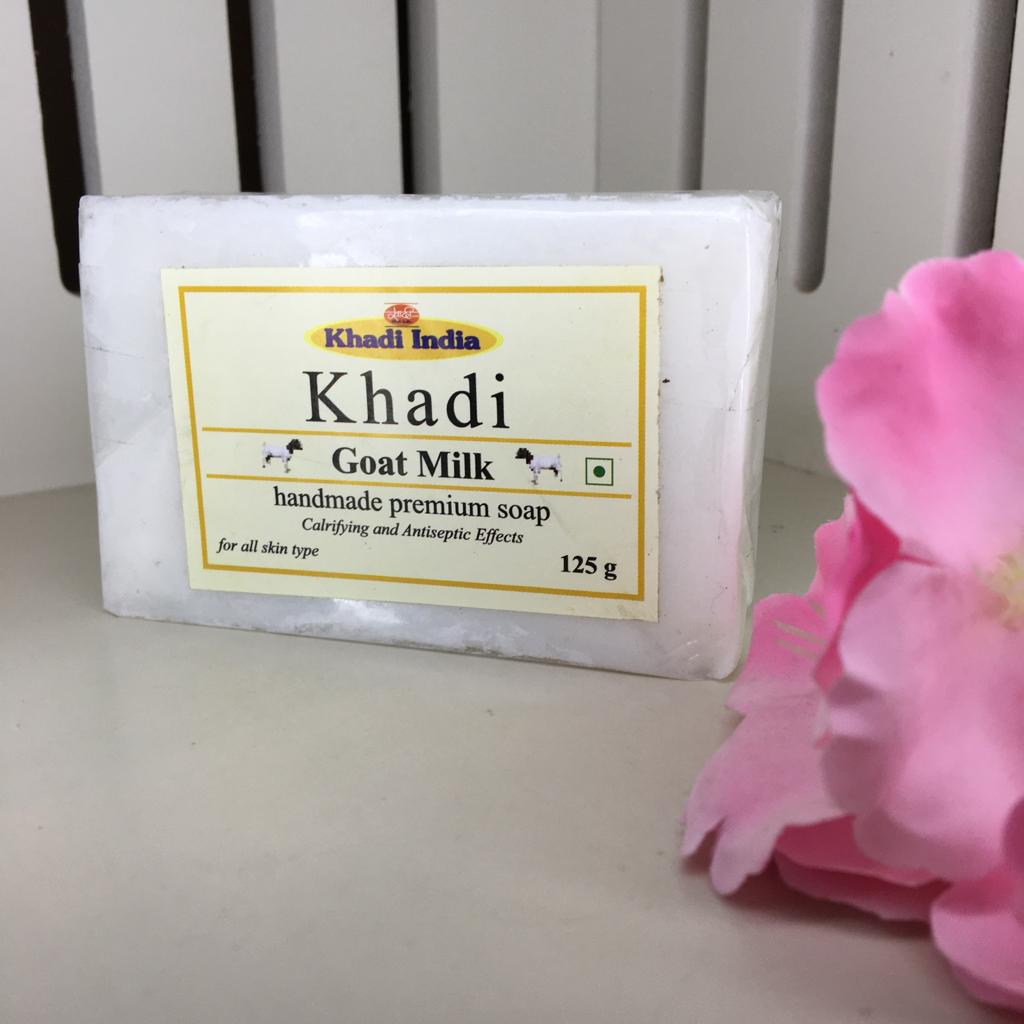 Khadi India
Khadi
Goat Milk
handmade premium soap
Calrifying and Antiseptic Effects
for all skin type
125 g